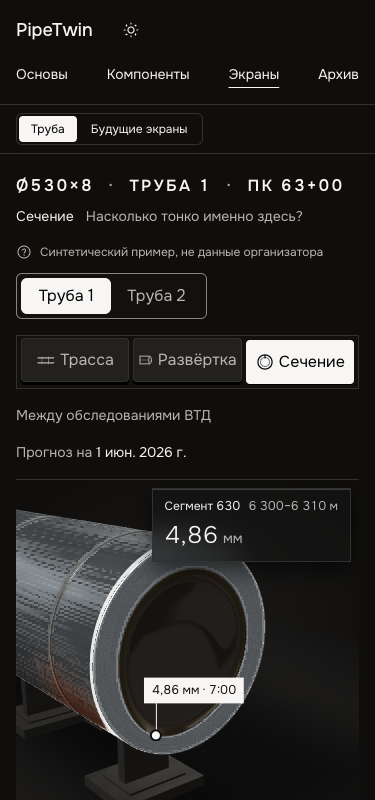 PipeTwin
Основы Компоненты Экраны Архив
Труба Будущие экраны
Ø530×8 · ТРУБА 1 · ПК 63+00
Сечение Насколько тонко именно здесь?
Синтетический пример, не данные организатора
Труба 1 Труба 2
Трасса Развёртка Сечение
Между обследованиями ВТД
Прогноз на 1 июн. 2026 г.
Сегмент 630 6 300–6 310 м
4,86 мм
4,86 мм · 7:00